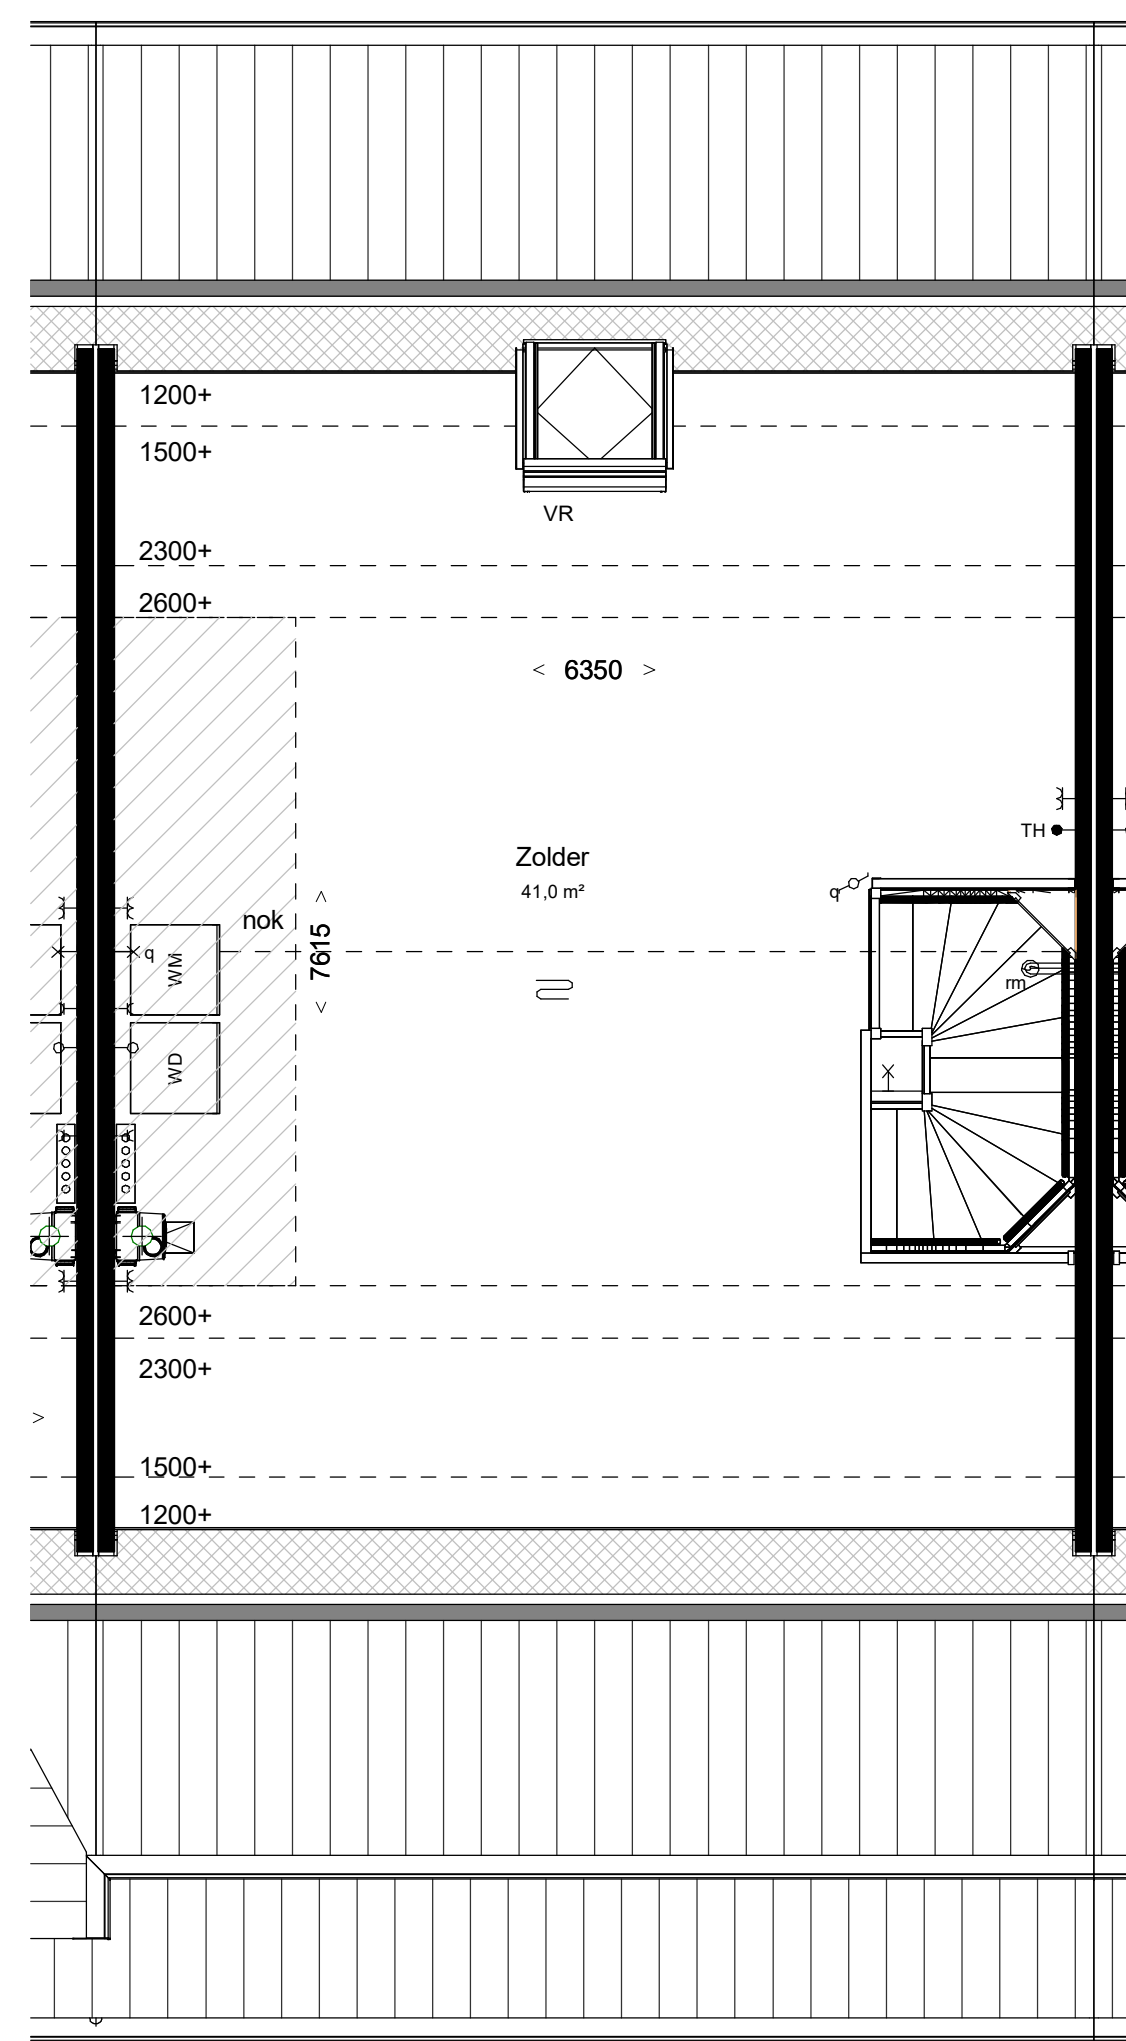 1200+
1500+
VR
2300+
2600+
< 6350 >
TH
Zolder
41,0 m²
q
nok
< 7615 >
q
WM
rm
WD
2600+
2300+
>
1500+
1200+